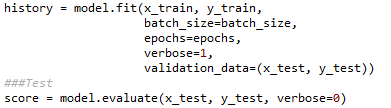 history = model.fit(x_train, y_train,
                    batch_size=batch_size,
                    epochs=epochs,
                    verbose=1,
                    validation_data=(x_test, y_test))
###Test
score = model.evaluate(x_test, y_test, verbose=0)